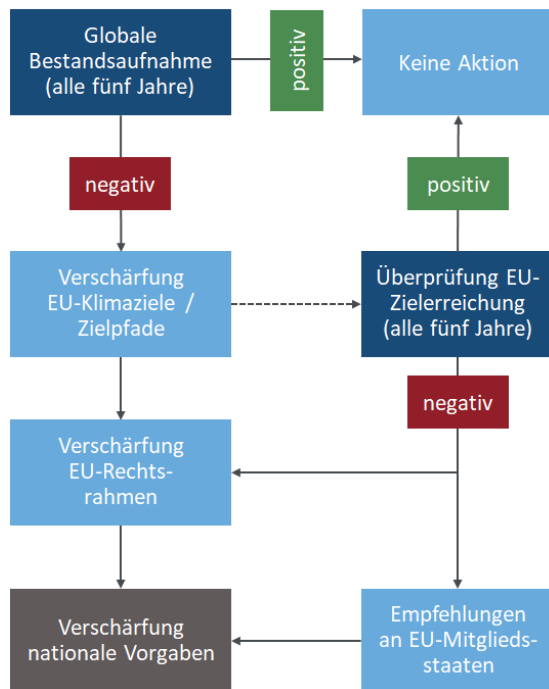 Globale
Bestandsaufnahme
(alle fünf Jahre)
positiv
Keine Aktion
negativ
positiv
Verschärfung
EU-Klimaziele /
Zielpfade
Überprüfung EU-
Zielerreichung
(alle fünf Jahre)
negativ
Verschärfung
EU-Rechts-
rahmen
Verschärfung
nationale Vorgaben
Empfehlungen
an EU-Mitglieds-
staaten